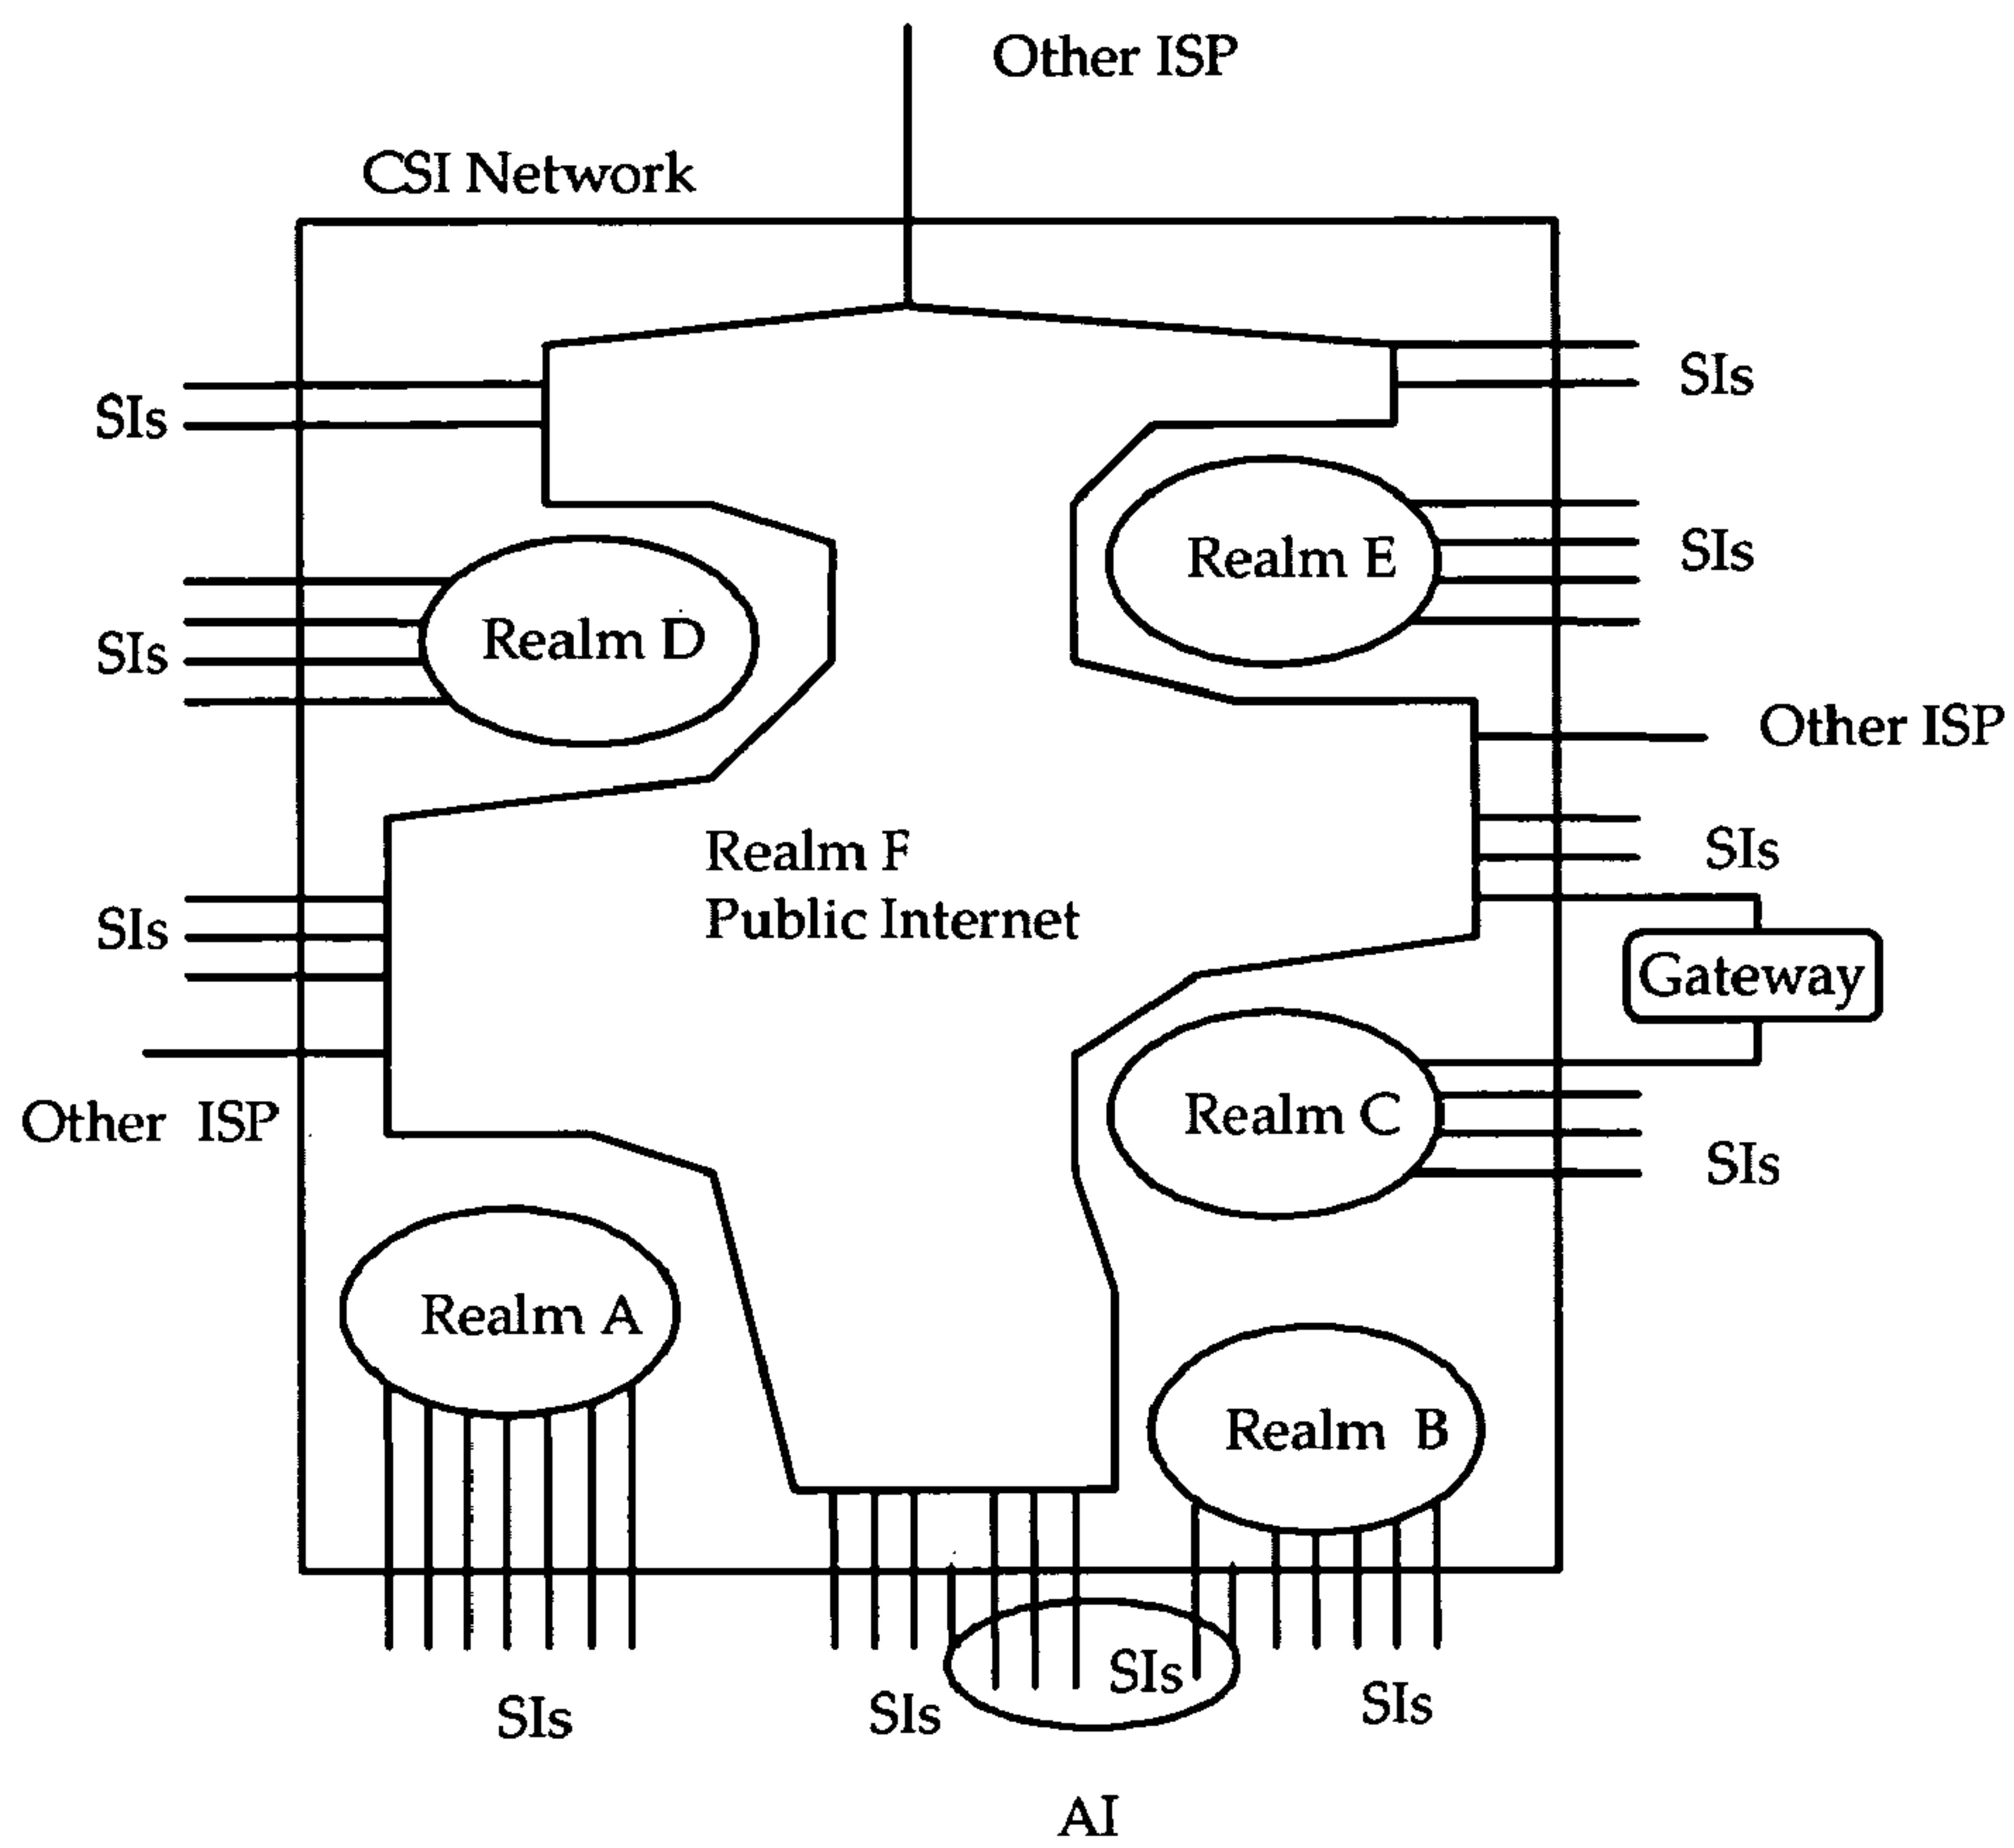 Other ISP
CSI Network
SIs
SIs
Realm E
SIs
Realm D
SIs
Other ISP
Realm F
Public Internet
SIs
SIs
Gateway
Other ISP
Realm C
SIs
Realm A
Realm B
SIs
SIs
SIs
SIs
AI